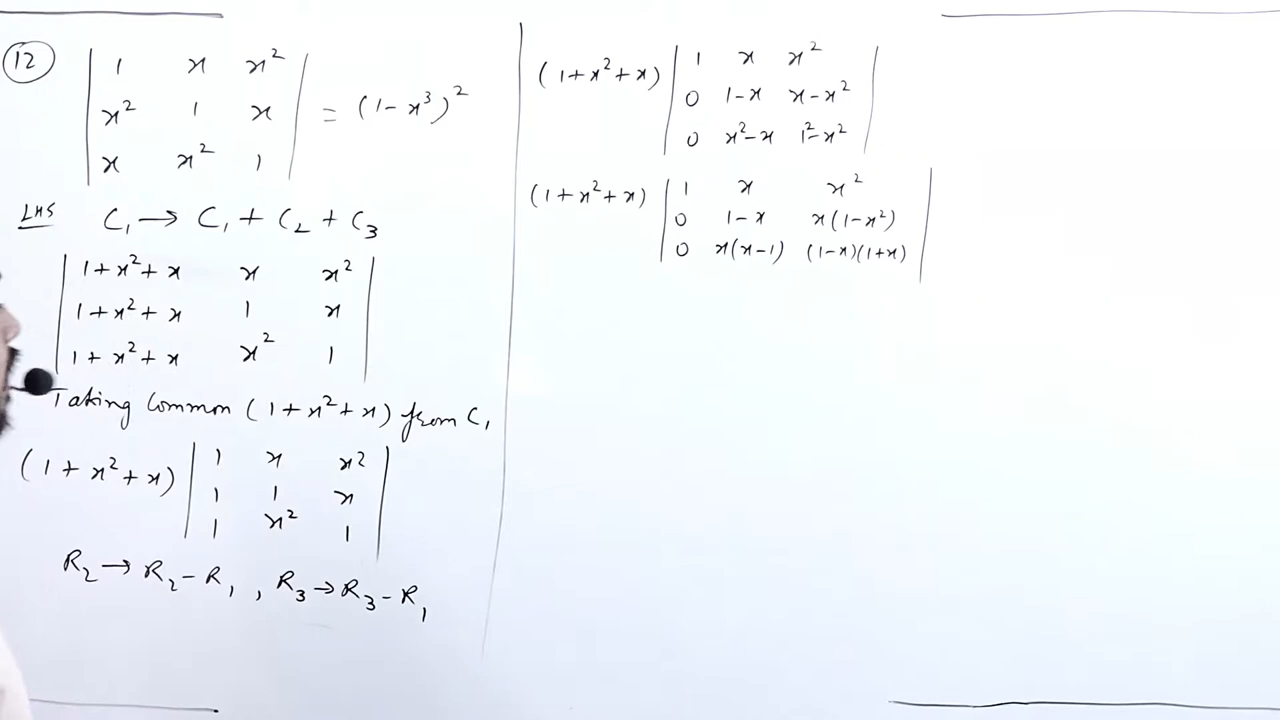 12
| 1 x x² |
| x² 1 x | = (1-x³)²
| x x² 1 |
LHS C₁ → C₁ + C₂ + C₃
| 1+x²+x x x² |
| 1+x²+x 1 x |
| 1+x²+x x² 1 |
Taking Common (1+x²+x) from C₁
(1+x²+x) | 1 x x² |
| 1 1 x |
| 1 x² 1 |
R₂ → R₂-R₁, R₃ → R₃-R₁
(1+x²+x) | 1 x x² |
| 0 1-x x-x² |
| 0 x²-x 1²-x² |
(1+x²+x) | 1 x x² |
| 0 1-x x(1-x²) |
| 0 x(x-1) (1-x)(1+x) |